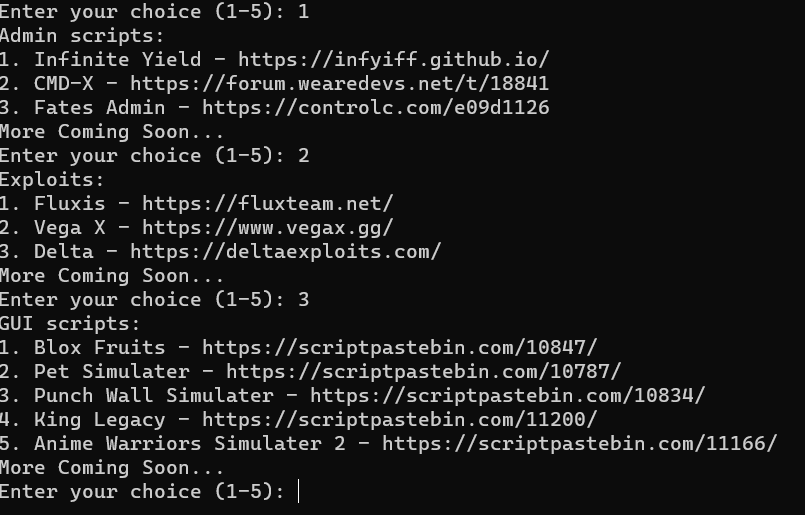 Enter your choice (1-5): 1
Admin scripts:
1. Infinite Yield - https://infyiff.github.io/
2. CMD-X - https://forum.wearedevs.net/t/18841
3. Fates Admin - https://controlc.com/e09d1126
More Coming Soon...
Enter your choice (1-5): 2
Exploits:
1. Fluxis - https://fluxteam.net/
2. Vega X - https://www.vegax.gg/
3. Delta - https://deltaexploits.com/
More Coming Soon...
Enter your choice (1-5): 3
GUI scripts:
1. Blox Fruits - https://scriptpastebin.com/10847/
2. Pet Simulater - https://scriptpastebin.com/10787/
3. Punch Wall Simulater - https://scriptpastebin.com/10834/
4. King Legacy - https://scriptpastebin.com/11200/
5. Anime Warriors Simulater 2 - https://scriptpastebin.com/11166/
More Coming Soon...
Enter your choice (1-5):